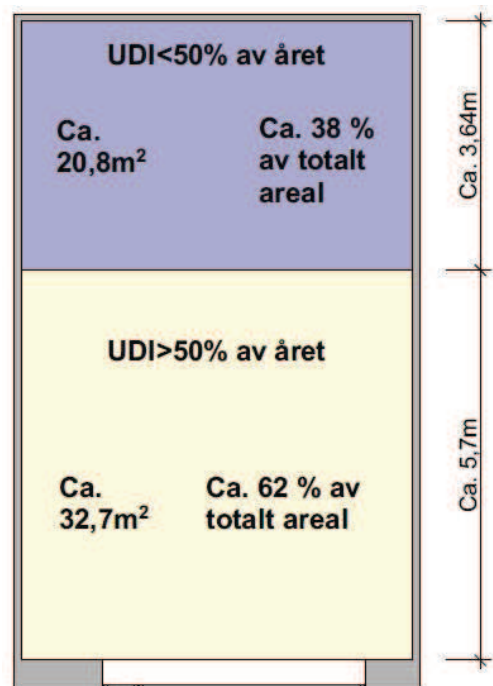 UDI<50% av året
Ca.
20,8m²
Ca. 38 %
av totalt
areal
Ca. 3,64m
UDI>50% av året
Ca.
32,7m²
Ca. 62 % av
totalt areal
Ca. 5,7m